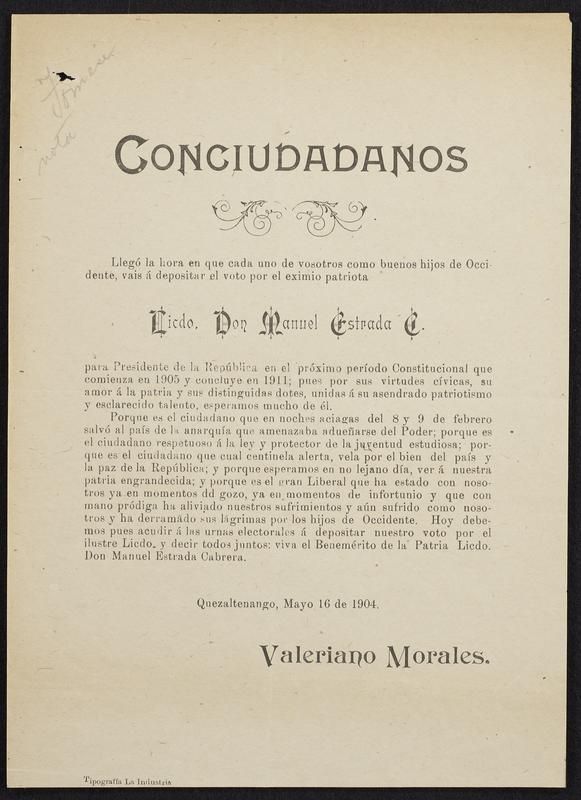 Tomese
nota
CONCIUDADANOS
Llegó la hora en que cada uno de vosotros como buenos hijos de Occi-
dente, vais á depositar el voto por el eximio patriota
Licdo. Don Manuel Estrada C.
para Presidente de la República en el próximo período Constitucional que
comienza en 1905 y concluye en 1911; pues por sus virtudes cívicas, su
amor á la patria y sus distinguidas dotes, unidas á su asendrado patriotismo
y esclarecido talento, esperamos mucho de él.
Porque es el ciudadano que en noches aciagas del 8 y 9 de febrero
salvó al país de la anarquía que amenazaba adueñarse del Poder; porque es
el ciudadano respetuoso á la ley y protector de la juventud estudiosa; por-
que es el ciudadano que cual centinela alerta, vela por el bien del país y
la paz de la República; y porque esperamos en no lejano día, ver á nuestra
patria engrandecida; y porque es el gran Liberal que ha estado con noso-
tros ya en momentos dd gozo, ya en momentos de infortunio y que con
mano pródiga ha aliviado nuestros sufrimientos y aún sufrido como noso-
tros y ha derramado sus lágrimas por los hijos de Occidente. Hoy debe-
mos pues acudir á las urnas electorales á depositar nuestro voto por el
ilustre Licdo. y decir todos juntos: viva el Benemérito de la Patria Licdo.
Don Manuel Estrada Cabrera.
Quezaltenango, Mayo 16 de 1904.
Valeriano Morales.
Tipografía La Industria